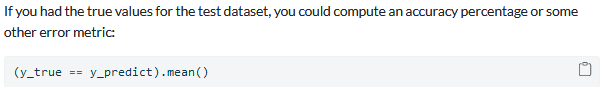 If you had the true values for the test dataset, you could compute an accuracy percentage or some
other error metric:
(y_true == y_predict).mean()